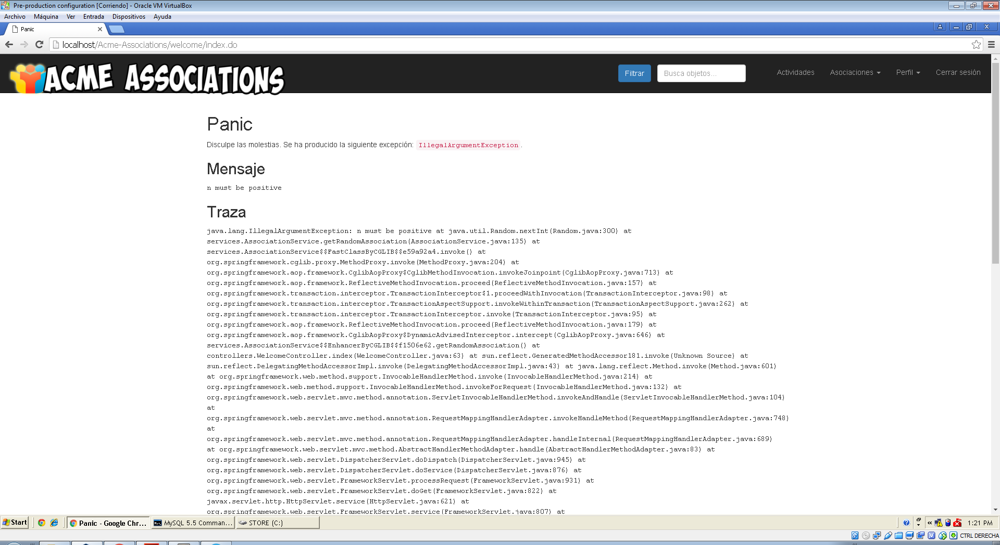 Pre-production configuration [Corriendo] - Oracle VM VirtualBox
Archivo Máquina Ver Entrada Dispositivos Ayuda
Panic
localhost/Acme-Associations/welcome/index.do
ACME ASSOCIATIONS
Filtrar Busca objetos... Actividades Asociaciones Perfil Cerrar sesión
Panic
Disculpe las molestias. Se ha producido la siguiente excepción: IllegalArgumentException.
Mensaje
n must be positive
Traza
java.lang.IllegalArgumentException: n must be positive at java.util.Random.nextInt(Random.java:300) at
services.AssociationService.getRandomAssociation(AssociationService.java:135) at
services.AssociationService$$FastClassByCGLIB$$e59a92a4.invoke() at
org.springframework.cglib.proxy.MethodProxy.invoke(MethodProxy.java:204) at
org.springframework.aop.framework.CglibAopProxy$CglibMethodInvocation.invokeJoinpoint(CglibAopProxy.java:713) at
org.springframework.aop.framework.ReflectiveMethodInvocation.proceed(ReflectiveMethodInvocation.java:157) at
org.springframework.transaction.interceptor.TransactionInterceptor$1.proceedWithInvocation(TransactionInterceptor.java:98) at
org.springframework.transaction.interceptor.TransactionAspectSupport.invokeWithinTransaction(TransactionAspectSupport.java:262) at
org.springframework.transaction.interceptor.TransactionInterceptor.invoke(TransactionInterceptor.java:95) at
org.springframework.aop.framework.ReflectiveMethodInvocation.proceed(ReflectiveMethodInvocation.java:179) at
org.springframework.aop.framework.CglibAopProxy$DynamicAdvisedInterceptor.intercept(CglibAopProxy.java:646) at
services.AssociationService$$EnhancerByCGLIB$$f1506e62.getRandomAssociation() at
controllers.WelcomeController.index(WelcomeController.java:63) at sun.reflect.GeneratedMethodAccessor181.invoke(Unknown Source) at
sun.reflect.DelegatingMethodAccessorImpl.invoke(DelegatingMethodAccessorImpl.java:43) at java.lang.reflect.Method.invoke(Method.java:601)
at org.springframework.web.method.support.InvocableHandlerMethod.invoke(InvocableHandlerMethod.java:214) at
org.springframework.web.method.support.InvocableHandlerMethod.invokeForRequest(InvocableHandlerMethod.java:132) at
org.springframework.web.servlet.mvc.method.annotation.ServletInvocableHandlerMethod.invokeAndHandle(ServletInvocableHandlerMethod.java:104)
at
org.springframework.web.servlet.mvc.method.annotation.RequestMappingHandlerAdapter.invokeHandleMethod(RequestMappingHandlerAdapter.java:748)
at
org.springframework.web.servlet.mvc.method.annotation.RequestMappingHandlerAdapter.handleInternal(RequestMappingHandlerAdapter.java:689)
at org.springframework.web.servlet.mvc.method.AbstractHandlerMethodAdapter.handle(AbstractHandlerMethodAdapter.java:83) at
org.springframework.web.servlet.DispatcherServlet.doDispatch(DispatcherServlet.java:945) at
org.springframework.web.servlet.DispatcherServlet.doService(DispatcherServlet.java:876) at
org.springframework.web.servlet.FrameworkServlet.processRequest(FrameworkServlet.java:931) at
org.springframework.web.servlet.FrameworkServlet.doGet(FrameworkServlet.java:822) at
javax.servlet.http.HttpServlet.service(HttpServlet.java:621) at
org.springframework.web.servlet.FrameworkServlet.service(FrameworkServlet.java:807) at
Start Panic - Google Chr... MySQL 5.5 Comman... STORE (C:) 1:21 PM
CTRL DERECHA